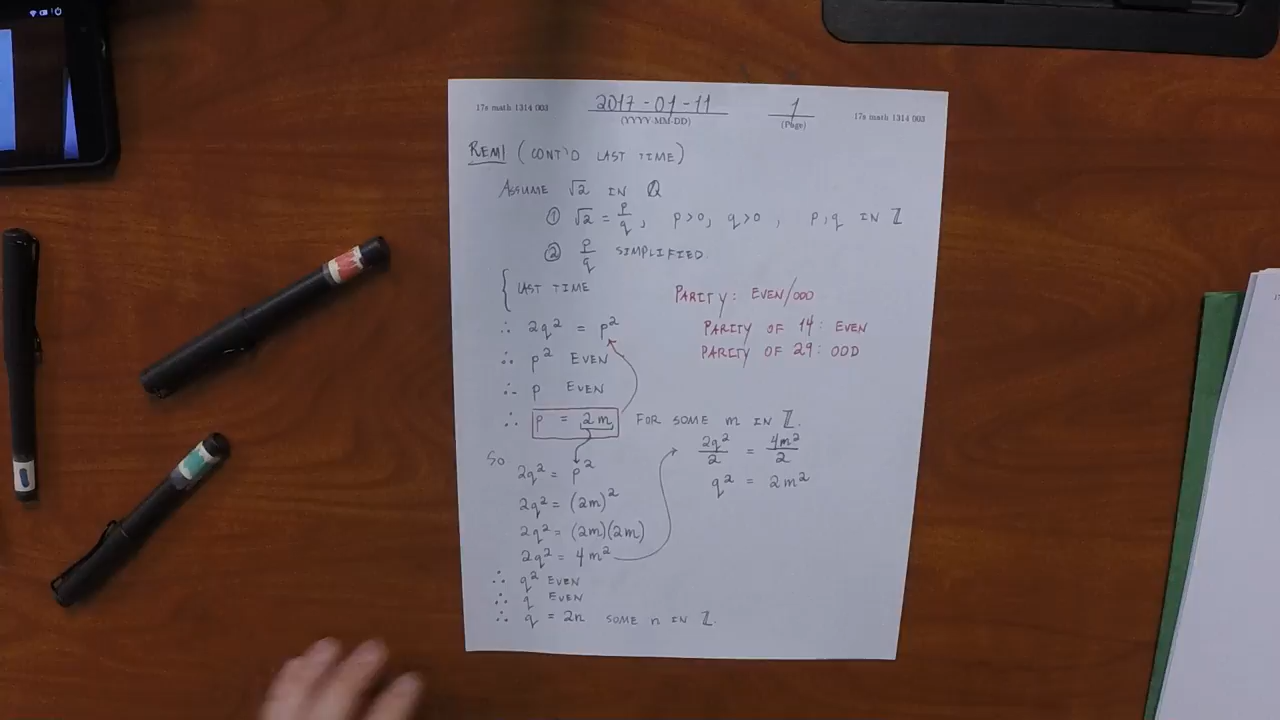 17s math 1314 003 2017-01-11 1 17s math 1314 003
(YYYY-MM-DD) (Page)
REM (CONT'D LAST TIME)
ASSUME √2 IN ℚ
① √2 = p/q, p>0, q>0, p,q IN ℤ
② p/q SIMPLIFIED
{ LAST TIME
PARITY: EVEN/ODD
PARITY OF 14: EVEN
PARITY OF 29: ODD
∴ 2q² = p²
∴ p² EVEN
∴ p EVEN
∴ p = 2m FOR SOME m IN ℤ.
So 2q² = p²
2q² = (2m)²
2q² = (2m)(2m)
2q² = 4m²
2q²/2 = 4m²/2
q² = 2m²
∴ q² EVEN
∴ q EVEN
∴ q = 2n SOME n IN ℤ.